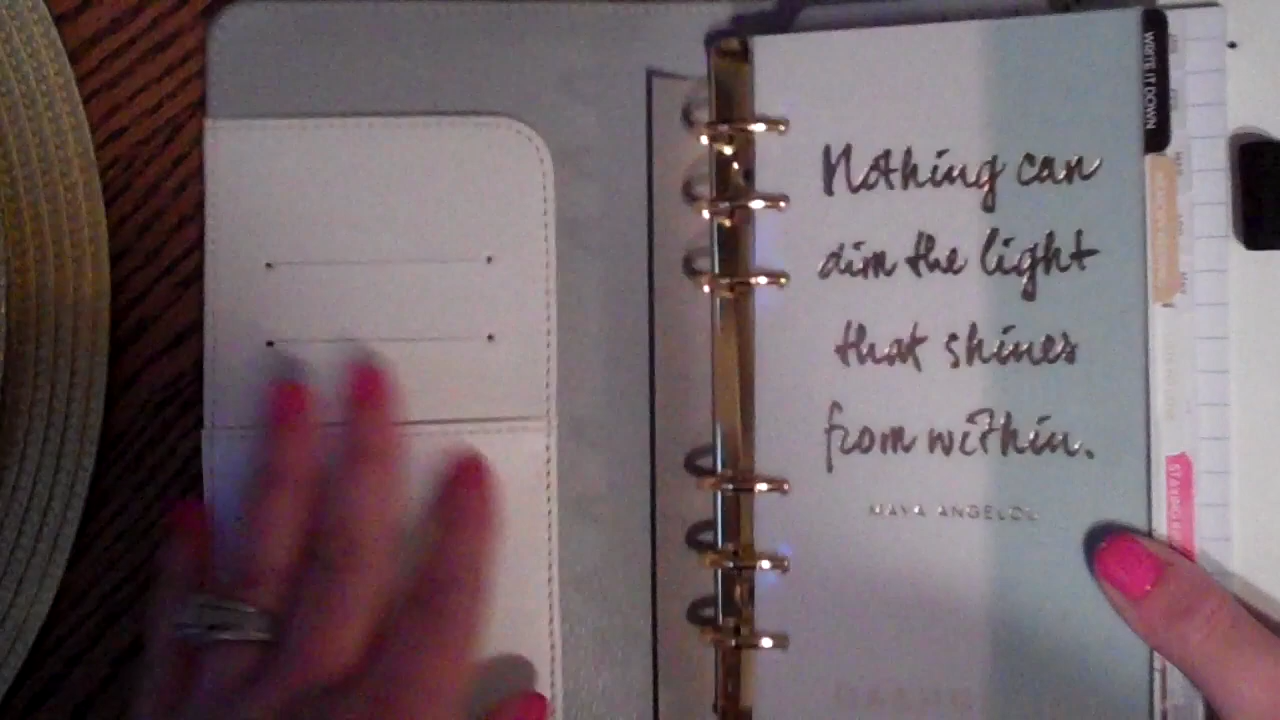 Nothing can
dim the light
that shines
from within.
MAYA ANGELOU
WRITE IT DOWN